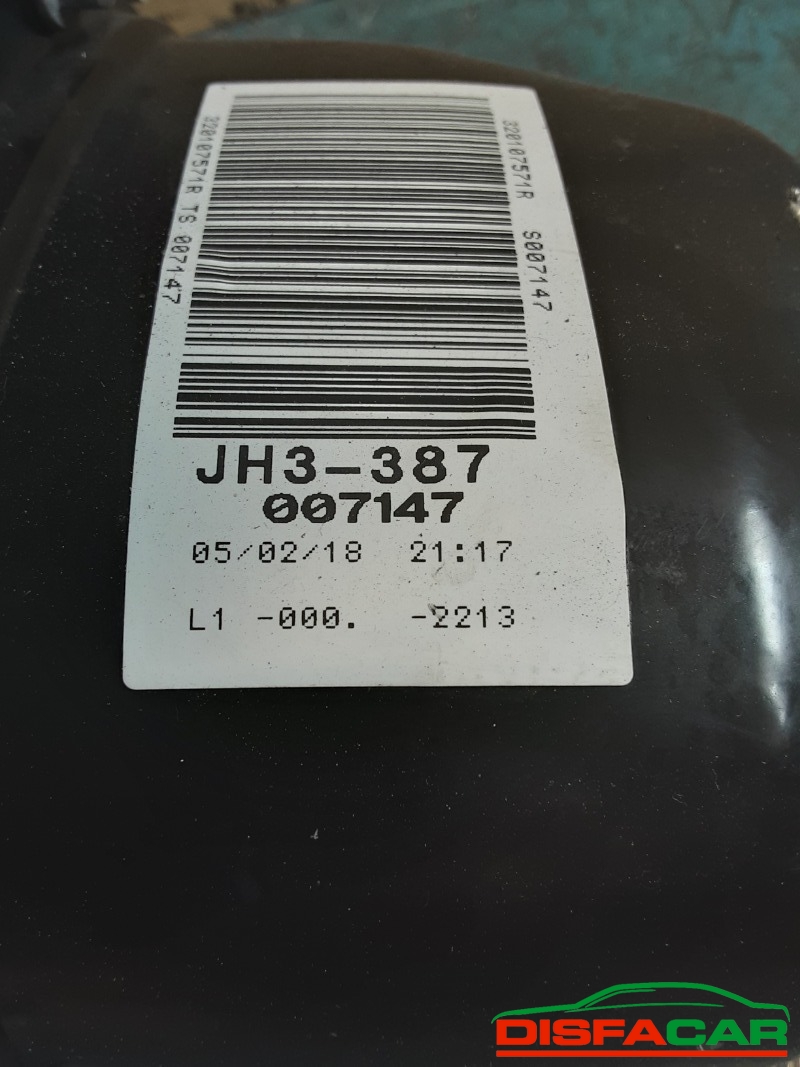 320107571R TS 007147
320107571R S007147
JH3-387
007147
05/02/18 21:17
L1 -000. -2213
DISFACAR